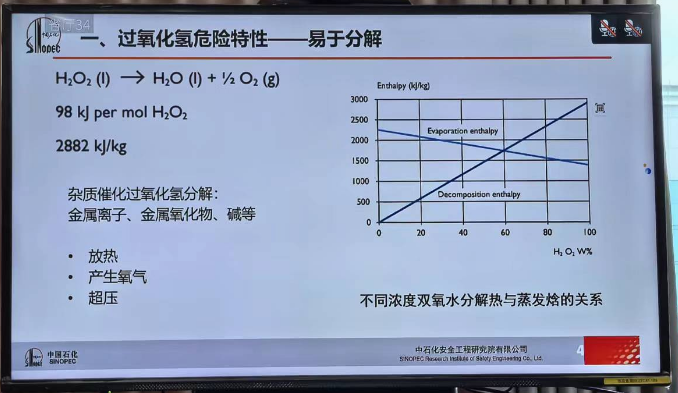 一、过氧化氢危险特性——易于分解
SINOPEC
H₂O₂ (l) → H₂O (l) + ½ O₂ (g)
98 kJ per mol H₂O₂
2882 kJ/kg
杂质催化过氧化氢分解：
金属离子、金属氧化物、碱等
• 放热
• 产生氧气
• 超压
Enthalpy (kJ/kg)
3000
2500
2000
1500
1000
500
0
Evaporation enthalpy
Decomposition enthalpy
0 20 40 60 80 100
H₂ O₂ W%
不同浓度双氧水分解热与蒸发焓的关系
中国石化
SINOPEC
中石化安全工程研究院有限公司
SINOPEC Research Institute of Safety Engineering Co., Ltd.
4